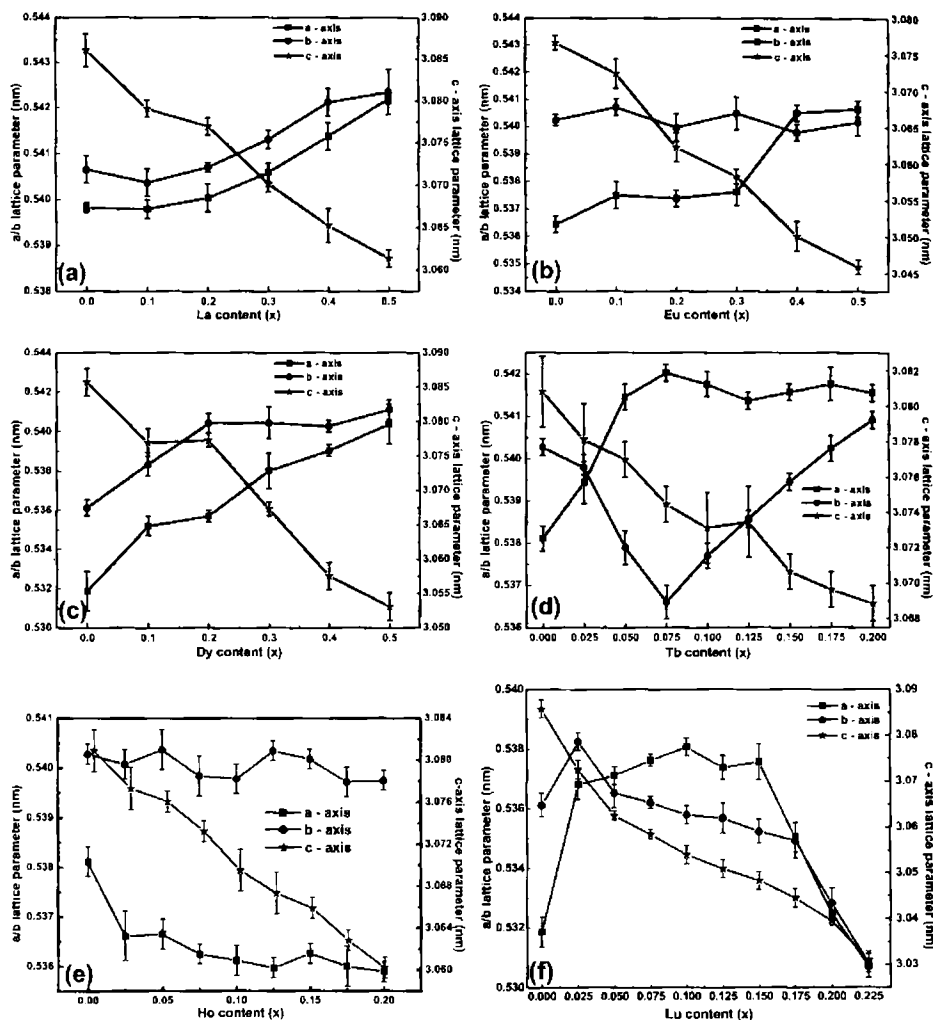 0.544
0.543
0.542
0.541
0.540
0.539
0.538
a/b lattice parameter (nm)
a - axis
b - axis
c - axis
3.090
3.085
3.080
3.075
3.070
3.065
3.060
c - axis lattice parameter (nm)
(a)
0.0 0.1 0.2 0.3 0.4 0.5
La content (x)
0.544
0.543
0.542
0.541
0.540
0.539
0.538
0.537
0.536
0.535
0.534
a/b lattice parameter (nm)
a - axis
b - axis
c - axis
3.080
3.075
3.070
3.065
3.060
3.055
3.050
3.045
c - axis lattice parameter (nm)
(b)
0.0 0.1 0.2 0.3 0.4 0.5
Eu content (x)
0.544
0.542
0.540
0.538
0.536
0.534
0.532
0.530
a/b lattice parameter (nm)
a - axis
b - axis
c - axis
3.090
3.085
3.080
3.075
3.070
3.065
3.060
3.055
3.050
c - axis lattice parameter (nm)
(c)
0.0 0.1 0.2 0.3 0.4 0.5
Dy content (x)
0.542
0.541
0.540
0.539
0.538
0.537
0.536
a/b lattice parameter (nm)
a - axis
b - axis
c - axis
3.082
3.080
3.078
3.076
3.074
3.072
3.070
3.068
c - axis lattice parameter (nm)
(d)
0.000 0.025 0.050 0.075 0.100 0.125 0.150 0.175 0.200
Tb content (x)
0.541
0.540
0.539
0.538
0.537
0.536
a/b lattice parameter (nm)
a - axis
b - axis
c - axis
3.084
3.080
3.076
3.072
3.068
3.064
3.060
c-axis lattice parameter (nm)
(e)
0.00 0.05 0.10 0.15 0.20
Ho content (x)
0.540
0.538
0.536
0.534
0.532
0.530
a/b lattice parameter (nm)
a - axis
b - axis
c - axis
3.09
3.08
3.07
3.06
3.05
3.04
3.03
c - axis lattice parameter (nm)
(f)
0.000 0.025 0.050 0.075 0.100 0.125 0.150 0.175 0.200 0.225
Lu content (x)